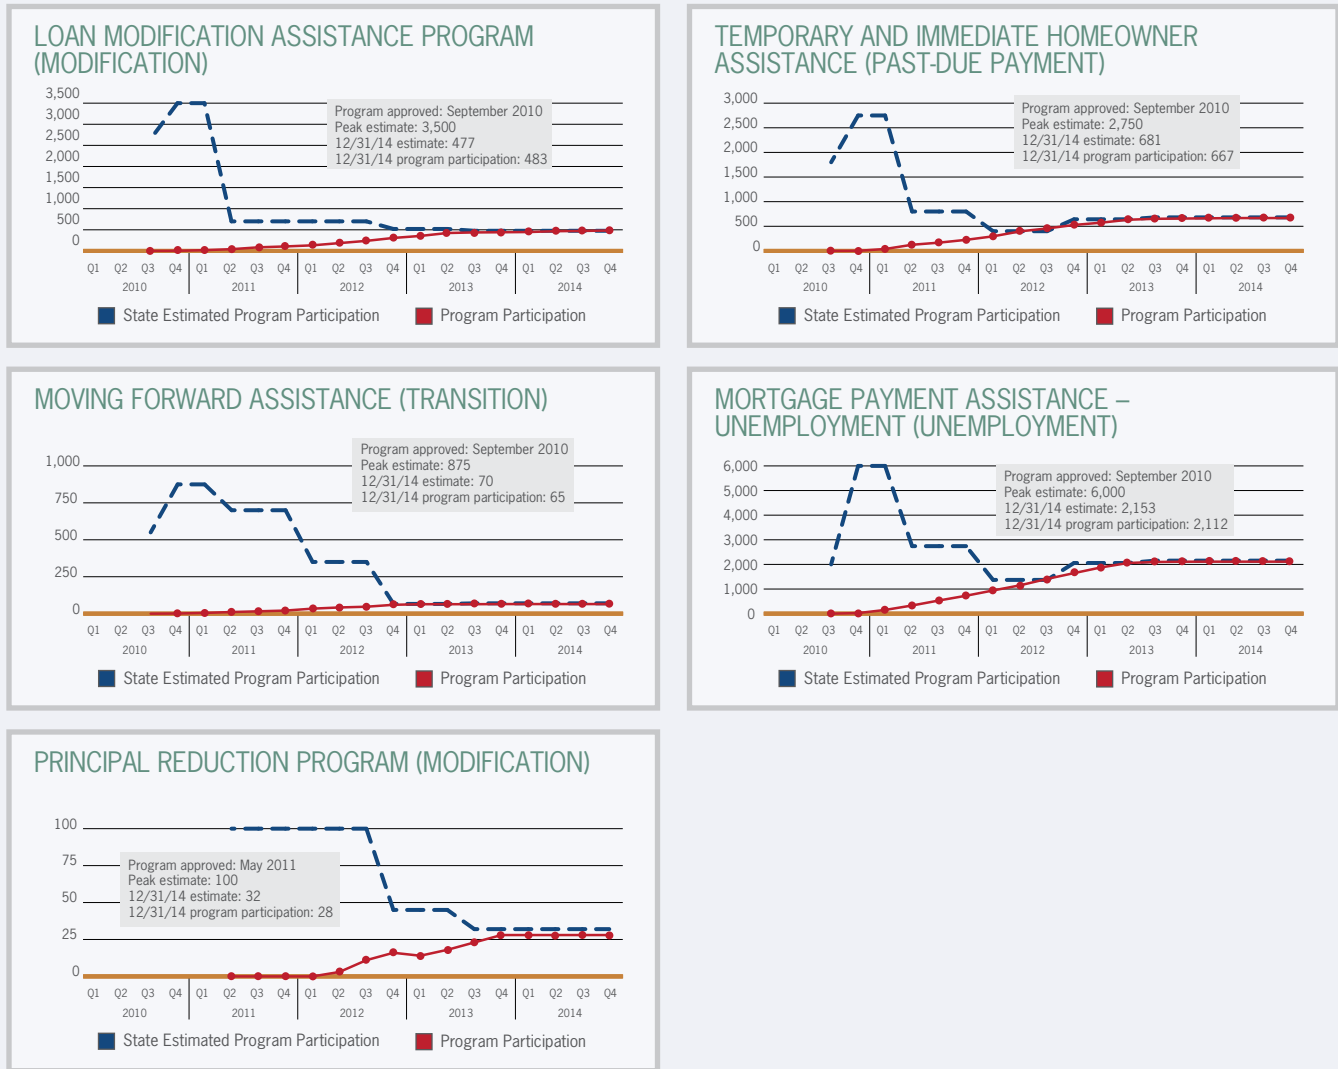 LOAN MODIFICATION ASSISTANCE PROGRAM
(MODIFICATION)
3,500
3,000
2,500
2,000
1,500
1,000
500
0
Program approved: September 2010
Peak estimate: 3,500
12/31/14 estimate: 477
12/31/14 program participation: 483
Q1 Q2 Q3 Q4 Q1 Q2 Q3 Q4 Q1 Q2 Q3 Q4 Q1 Q2 Q3 Q4 Q1 Q2 Q3 Q4
2010 2011 2012 2013 2014
State Estimated Program Participation Program Participation
TEMPORARY AND IMMEDIATE HOMEOWNER
ASSISTANCE (PAST-DUE PAYMENT)
3,000
2,500
2,000
1,500
1,000
500
0
Program approved: September 2010
Peak estimate: 2,750
12/31/14 estimate: 681
12/31/14 program participation: 667
Q1 Q2 Q3 Q4 Q1 Q2 Q3 Q4 Q1 Q2 Q3 Q4 Q1 Q2 Q3 Q4 Q1 Q2 Q3 Q4
2010 2011 2012 2013 2014
State Estimated Program Participation Program Participation
MOVING FORWARD ASSISTANCE (TRANSITION)
1,000
750
500
250
0
Program approved: September 2010
Peak estimate: 875
12/31/14 estimate: 70
12/31/14 program participation: 65
Q1 Q2 Q3 Q4 Q1 Q2 Q3 Q4 Q1 Q2 Q3 Q4 Q1 Q2 Q3 Q4 Q1 Q2 Q3 Q4
2010 2011 2012 2013 2014
State Estimated Program Participation Program Participation
MORTGAGE PAYMENT ASSISTANCE –
UNEMPLOYMENT (UNEMPLOYMENT)
6,000
5,000
4,000
3,000
2,000
1,000
0
Program approved: September 2010
Peak estimate: 6,000
12/31/14 estimate: 2,153
12/31/14 program participation: 2,112
Q1 Q2 Q3 Q4 Q1 Q2 Q3 Q4 Q1 Q2 Q3 Q4 Q1 Q2 Q3 Q4 Q1 Q2 Q3 Q4
2010 2011 2012 2013 2014
State Estimated Program Participation Program Participation
PRINCIPAL REDUCTION PROGRAM (MODIFICATION)
100
75
50
25
0
Program approved: May 2011
Peak estimate: 100
12/31/14 estimate: 32
12/31/14 program participation: 28
Q1 Q2 Q3 Q4 Q1 Q2 Q3 Q4 Q1 Q2 Q3 Q4 Q1 Q2 Q3 Q4 Q1 Q2 Q3 Q4
2010 2011 2012 2013 2014
State Estimated Program Participation Program Participation